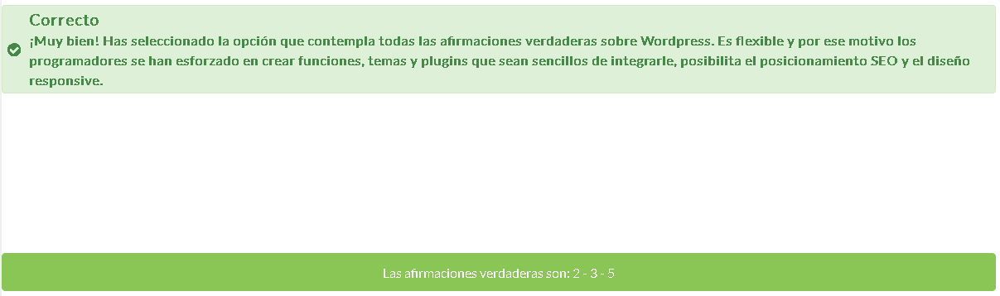 Correcto
¡Muy bien! Has seleccionado la opción que contempla todas las afirmaciones verdaderas sobre Wordpress. Es flexible y por ese motivo los
programadores se han esforzado en crear funciones, temas y plugins que sean sencillos de integrarle, posibilita el posicionamiento SEO y el diseño
responsive.
Las afirmaciones verdaderas son: 2 - 3 - 5